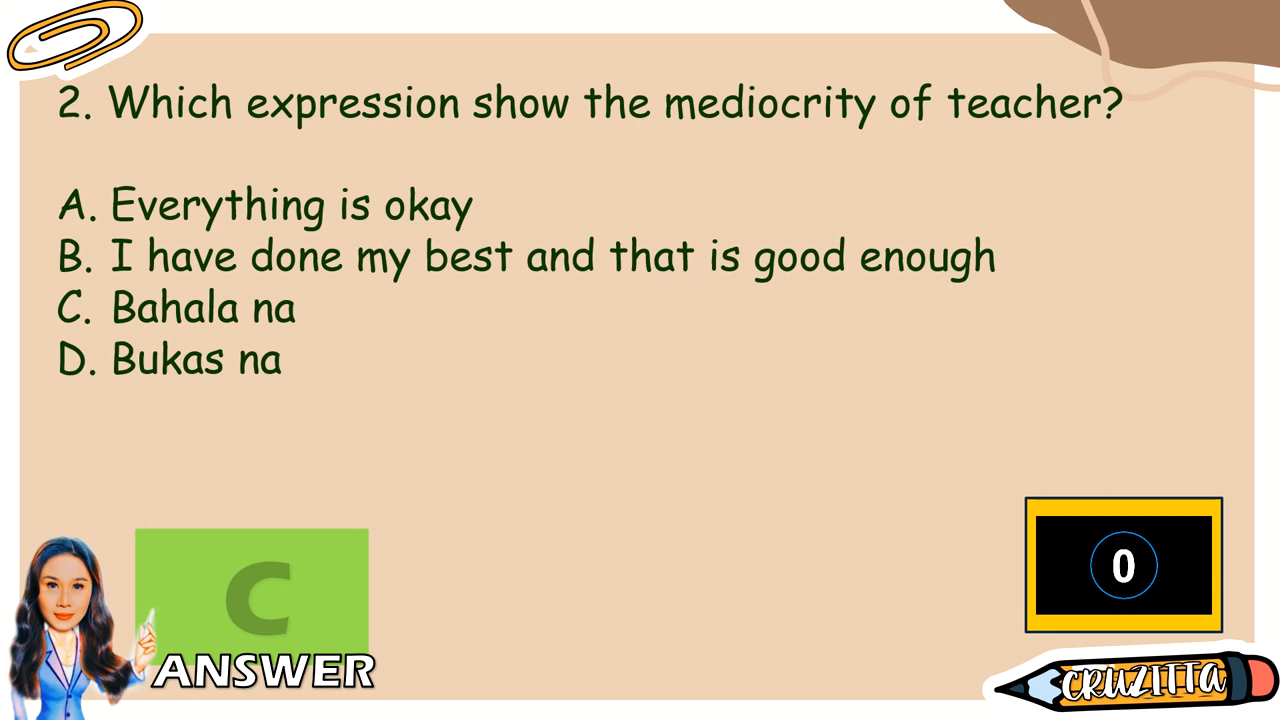 2. Which expression show the mediocrity of teacher?
A. Everything is okay
B. I have done my best and that is good enough
C. Bahala na
D. Bukas na
C
ANSWER
0
CRUZITTA